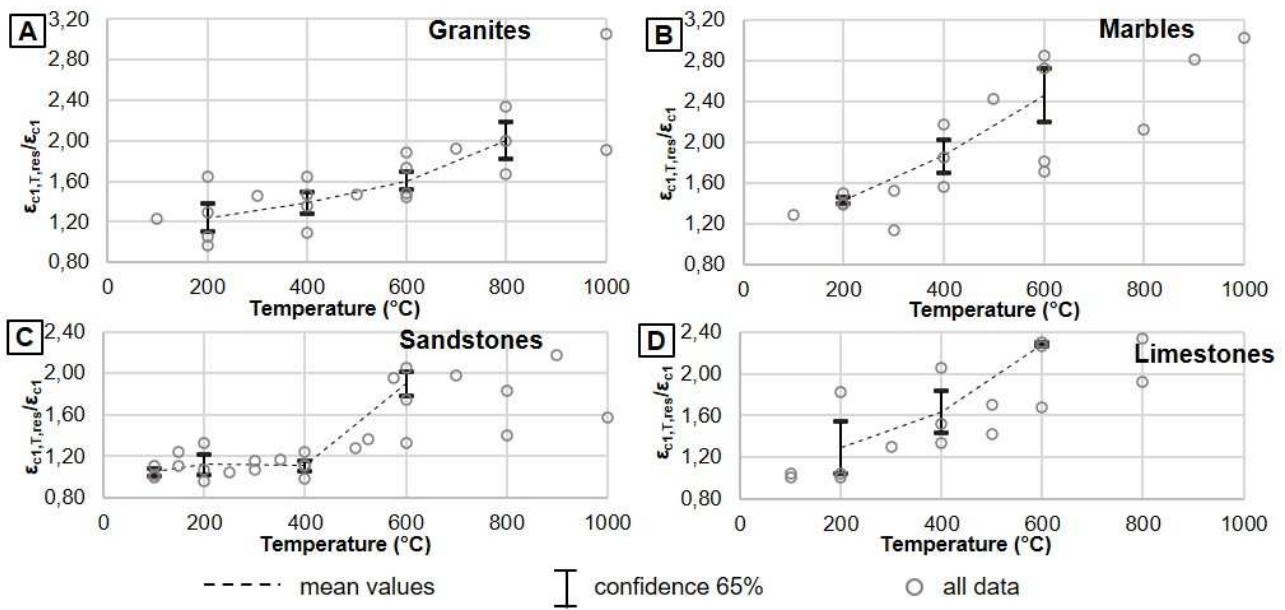 A
Granites
3,20
2,80
2,40
2,00
1,60
1,20
0,80
εc1,T,res/εc1
0 200 400 600 800 1000
Temperature (°C)
B
Marbles
3,20
2,80
2,40
2,00
1,60
1,20
0,80
εc1,T,res/εc1
0 200 400 600 800 1000
Temperature (°C)
C
Sandstones
2,40
2,00
1,60
1,20
0,80
εc1,T,res/εc1
0 200 400 600 800 1000
Temperature (°C)
D
Limestones
2,40
2,00
1,60
1,20
0,80
εc1,T,res/εc1
0 200 400 600 800 1000
Temperature (°C)
mean values
confidence 65%
all data